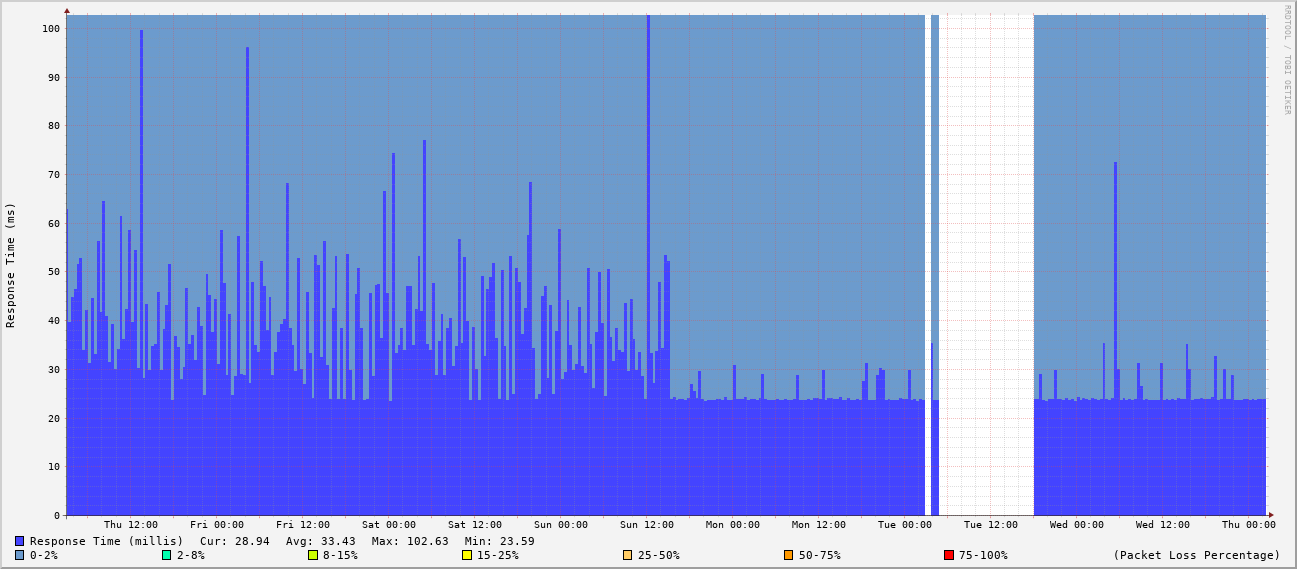 RRDTOOL / TOBI OETIKER
Response Time (ms)
100
90
80
70
60
50
40
30
20
10
0
Thu 12:00 Fri 00:00 Fri 12:00 Sat 00:00 Sat 12:00 Sun 00:00 Sun 12:00 Mon 00:00 Mon 12:00 Tue 00:00 Tue 12:00 Wed 00:00 Wed 12:00 Thu 00:00
Response Time (millis) Cur: 28.94 Avg: 33.43 Max: 102.63 Min: 23.59
0-2% 2-8% 8-15% 15-25% 25-50% 50-75% 75-100% (Packet Loss Percentage)